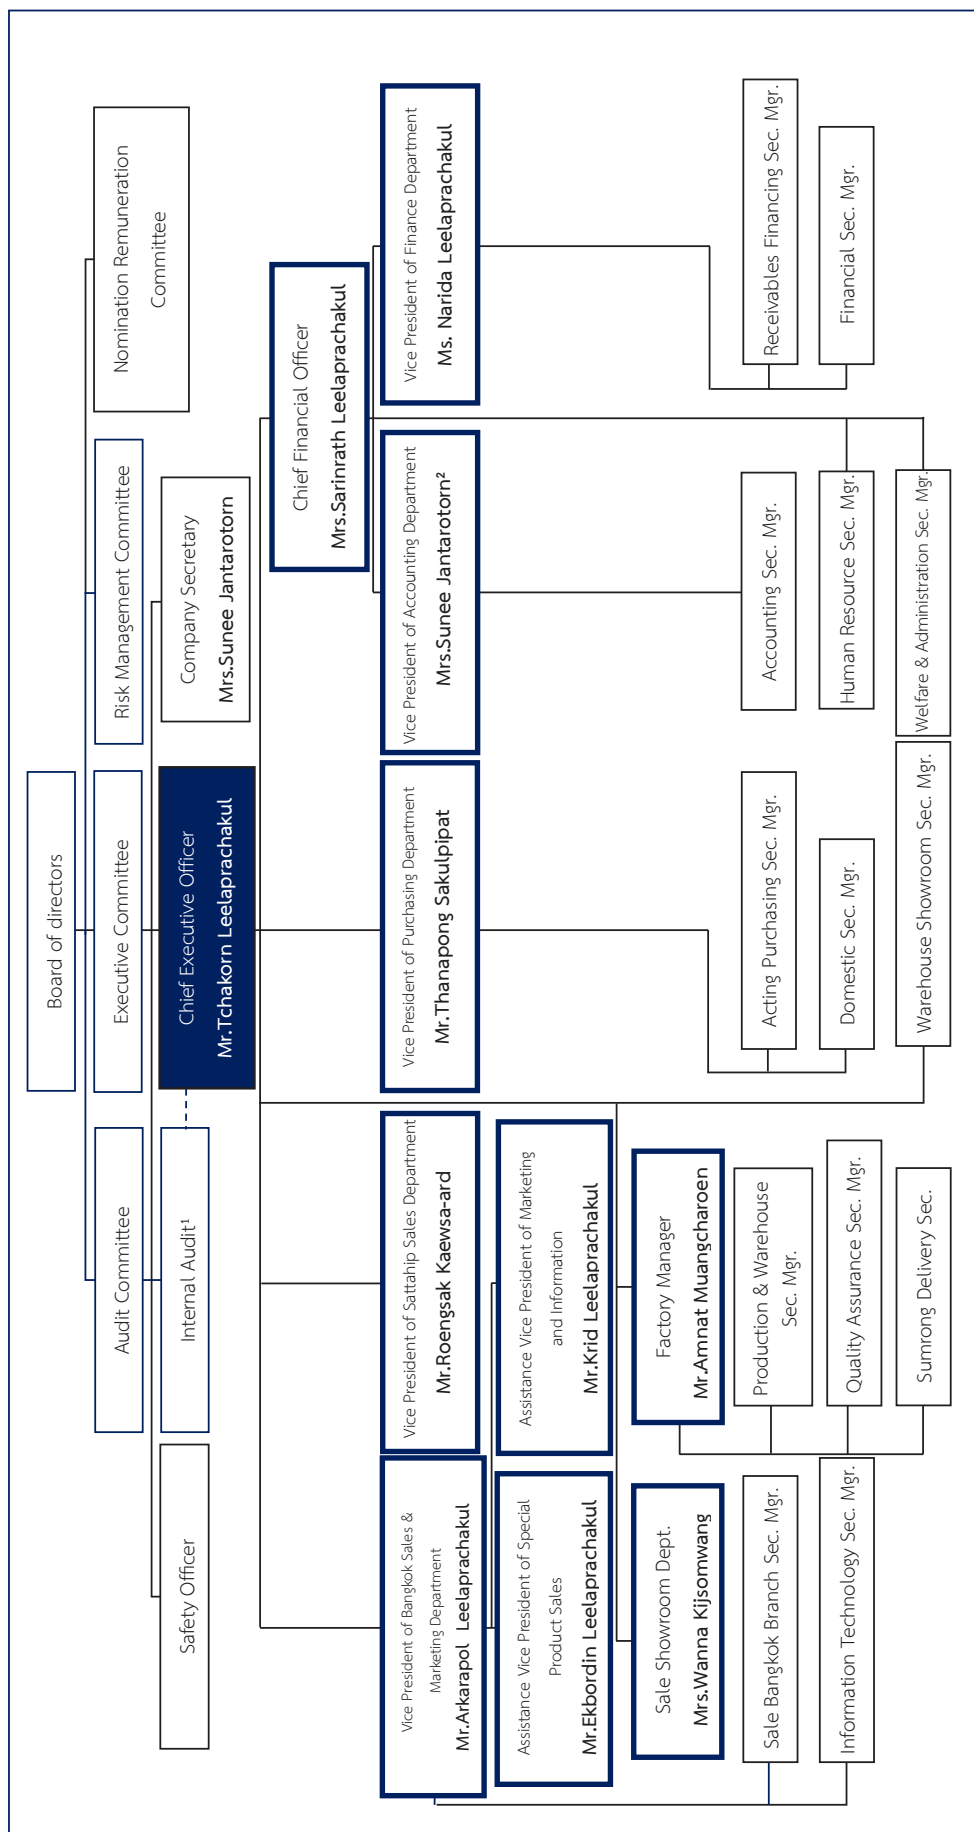 Board of directors
Audit Committee
Executive Committee
Risk Management Committee
Nomination Remuneration
Committee
Safety Officer
Internal Audit¹
Chief Executive Officer
Mr.Tchakorn Leelaprachakul
Company Secretary
Mrs.Sunee Jantarotorn
Chief Financial Officer
Mrs.Sarinrath Leelaprachakul
Vice President of Bangkok Sales &
Marketing Department
Mr.Arkarapol Leelaprachakul
Vice President of Sattahip Sales Department
Mr.Roengsak Kaewsa-ard
Vice President of Purchasing Department
Mr.Thanapong Sakulpipat
Vice President of Accounting Department
Mrs.Sunee Jantarotorn²
Vice President of Finance Department
Ms. Narida Leelaprachakul
Assistance Vice President of Special
Product Sales
Mr.Ekbordin Leelaprachakul
Assistance Vice President of Marketing
and Information
Mr.Krid Leelaprachakul
Sale Showroom Dept.
Mrs.Wanna Kijsomwang
Factory Manager
Mr.Amnat Muangcharoen
Sale Bangkok Branch Sec. Mgr.
Production & Warehouse
Sec. Mgr.
Acting Purchasing Sec. Mgr.
Accounting Sec. Mgr.
Receivables Financing Sec. Mgr.
Information Technology Sec. Mgr.
Quality Assurance Sec. Mgr.
Domestic Sec. Mgr.
Human Resource Sec. Mgr.
Financial Sec. Mgr.
Sumrong Delivery Sec.
Warehouse Showroom Sec. Mgr.
Welfare & Administration Sec. Mgr.